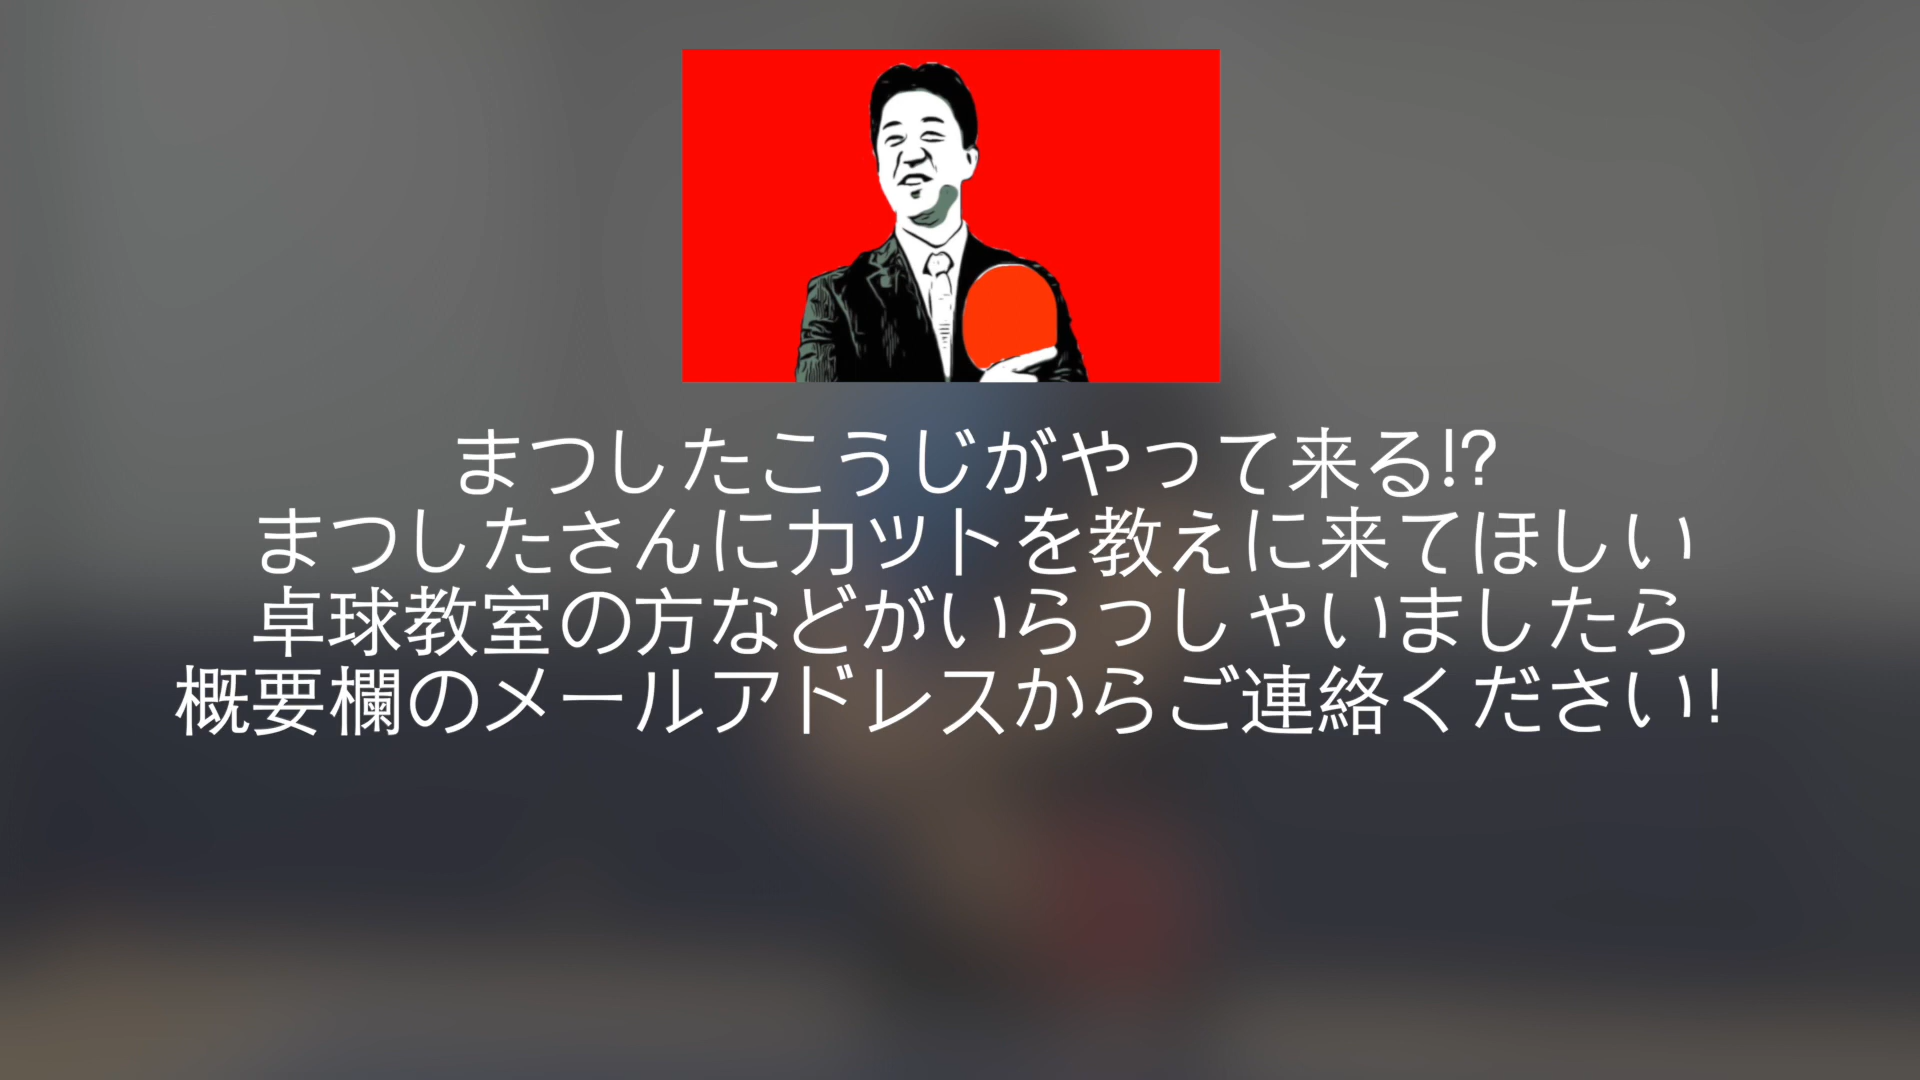 まつしたこうじがやって来る!?
まつしたさんにカットを教えに来てほしい
卓球教室の方などがいらっしゃいましたら
概要欄のメールアドレスからご連絡ください!